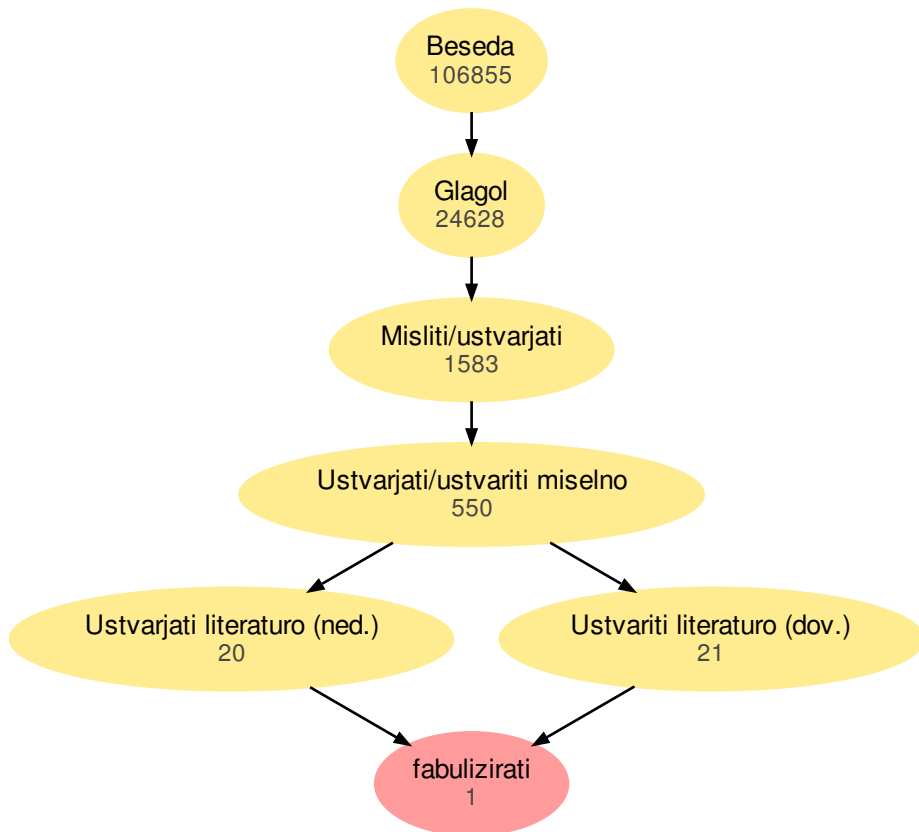 Beseda
106855
Glagol
24628
Misliti/ustvarjati
1583
Ustvarjati/ustvariti miselno
550
Ustvarjati literaturo (ned.)
20
Ustvariti literaturo (dov.)
21
fabulizirati
1